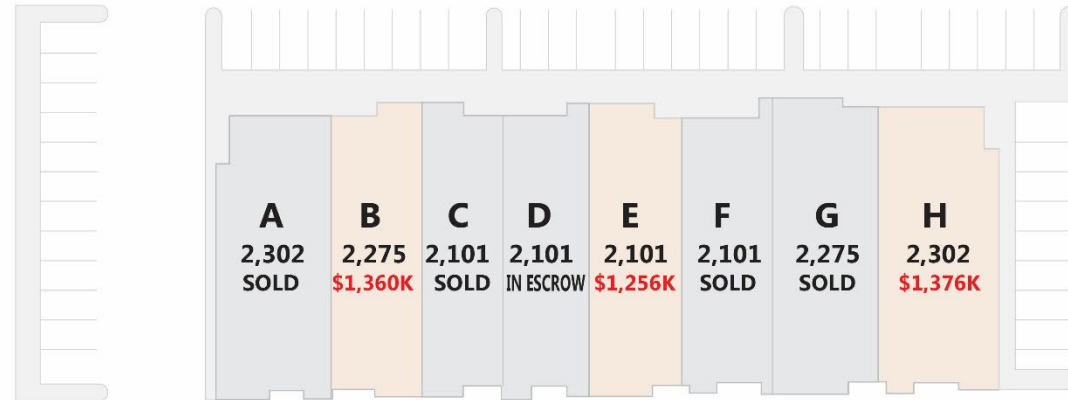 A
2,302
SOLD
B
2,275
$1,360K
C
2,101
SOLD
D
2,101
IN ESCROW
E
2,101
$1,256K
F
2,101
SOLD
G
2,275
SOLD
H
2,302
$1,376K